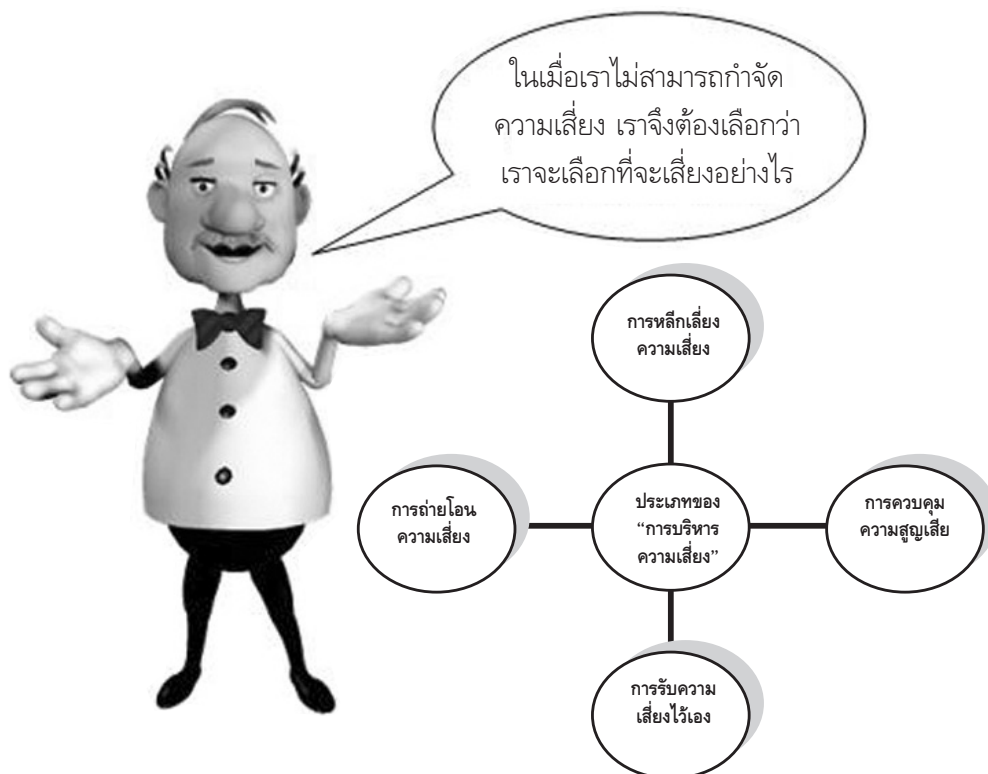 ในเมื่อเราไม่สามารถกำจัด
ความเสี่ยง เราจึงต้องเลือกว่า
เราจะเลือกที่จะเสี่ยงอย่างไร
การหลีกเลี่ยง
ความเสี่ยง
การถ่ายโอน
ความเสี่ยง
ประเภทของ
“การบริหาร
ความเสี่ยง”
การควบคุม
ความสูญเสีย
การรับความ
เสี่ยงไว้เอง